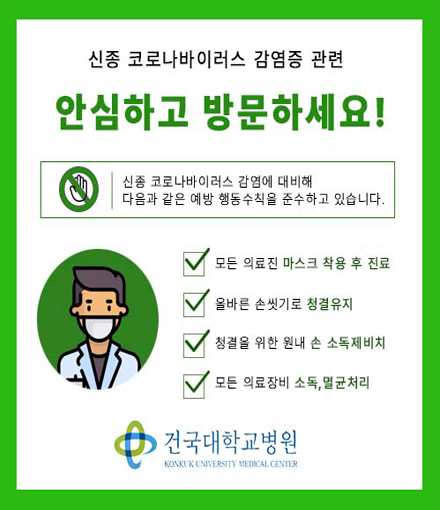 신종 코로나바이러스 감염증 관련
안심하고 방문하세요!
신종 코로나바이러스 감염에 대비해
다음과 같은 예방 행동수칙을 준수하고 있습니다.
모든 의료진 마스크 착용 후 진료
올바른 손씻기로 청결유지
청결을 위한 원내 손 소독제비치
모든 의료장비 소독,멸균처리
건국대학교병원
KONKUK UNIVERSITY MEDICAL CENTER